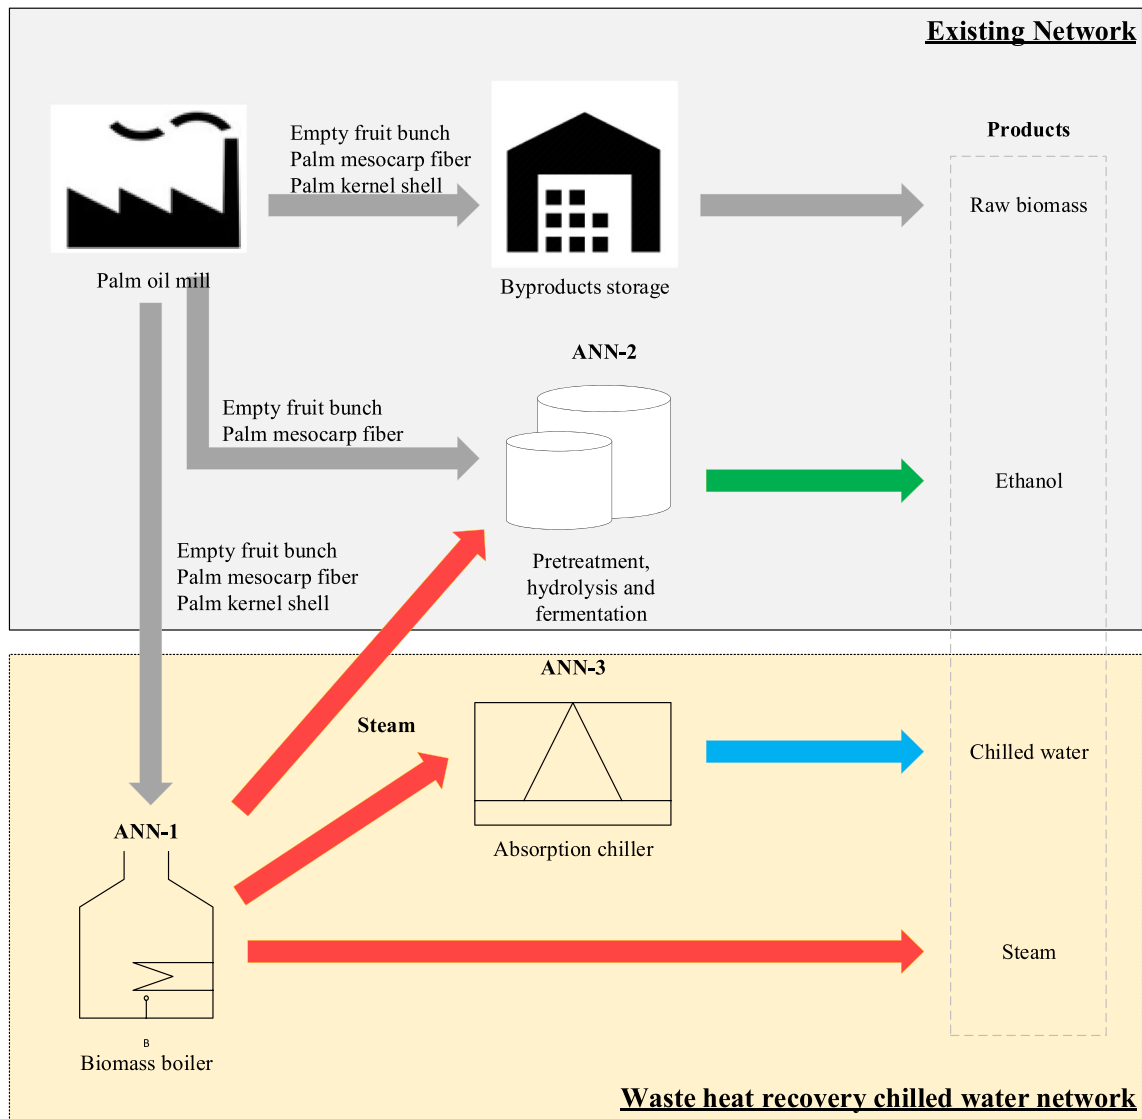 Existing Network
Empty fruit bunch
Palm mesocarp fiber
Palm kernel shell
Products
Raw biomass
Palm oil mill
Byproducts storage
ANN-2
Empty fruit bunch
Palm mesocarp fiber
Ethanol
Empty fruit bunch
Palm mesocarp fiber
Palm kernel shell
Pretreatment,
hydrolysis and
fermentation
ANN-3
Steam
Chilled water
ANN-1
Absorption chiller
Steam
B
Biomass boiler
Waste heat recovery chilled water network